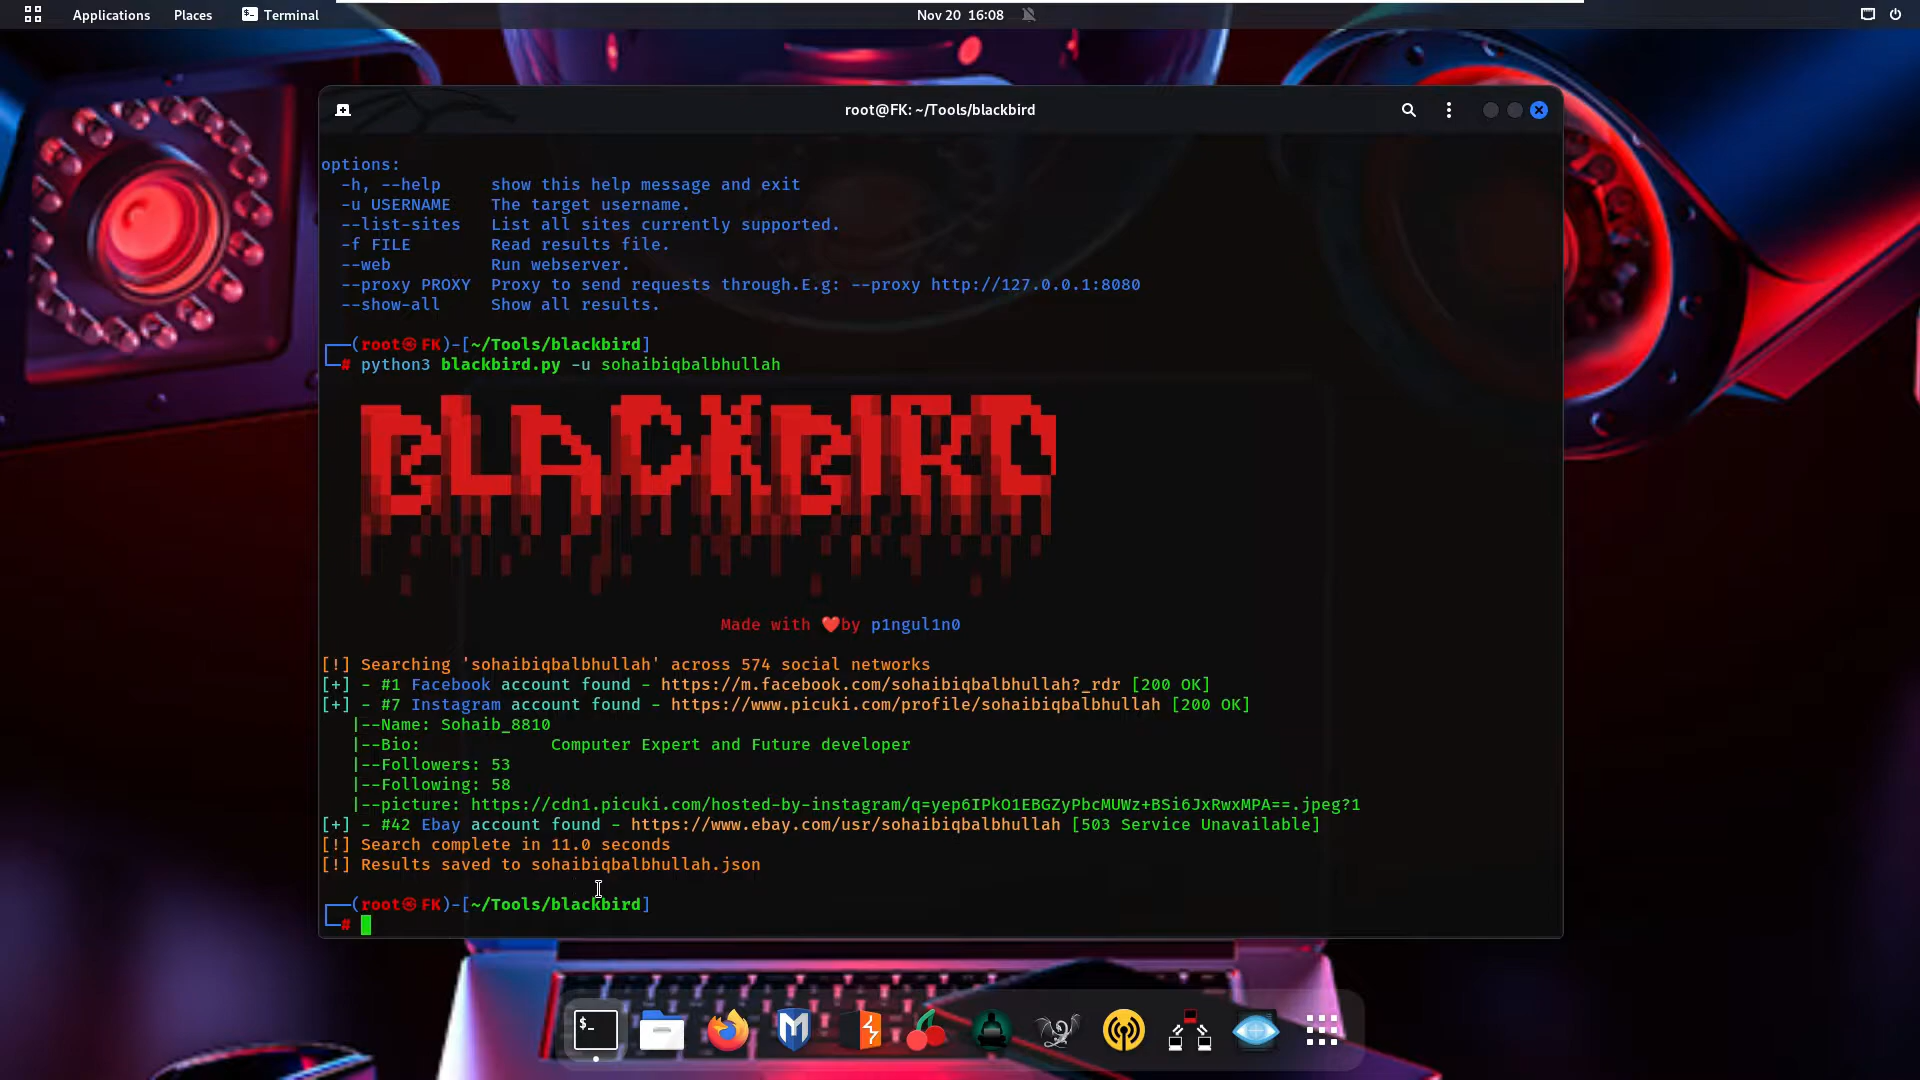 Applications Places Terminal Nov 20 16:08
root@FK: ~/Tools/blackbird
options:
-h, --help show this help message and exit
-u USERNAME The target username.
--list-sites List all sites currently supported.
-f FILE Read results file.
--web Run webserver.
--proxy PROXY Proxy to send requests through.E.g: --proxy http://127.0.0.1:8080
--show-all Show all results.
┌──(root㉿FK)-[~/Tools/blackbird]
└─# python3 blackbird.py -u sohaibiqbalbhullah
BLACKBIRD
Made with ❤️by p1ngul1n0
[!] Searching 'sohaibiqbalbhullah' across 574 social networks
[+] - #1 Facebook account found - https://m.facebook.com/sohaibiqbalbhullah?_rdr [200 OK]
[+] - #7 Instagram account found - https://www.picuki.com/profile/sohaibiqbalbhullah [200 OK]
|--Name: Sohaib_8810
|--Bio: Computer Expert and Future developer
|--Followers: 53
|--Following: 58
|--picture: https://cdn1.picuki.com/hosted-by-instagram/q=yep6IPkO1EBGZyPbcMUWz+BSi6JxRwxMPA==.jpeg?1
[+] - #42 Ebay account found - https://www.ebay.com/usr/sohaibiqbalbhullah [503 Service Unavailable]
[!] Search complete in 11.0 seconds
[!] Results saved to sohaibiqbalbhullah.json
┌──(root㉿FK)-[~/Tools/blackbird]
└─#